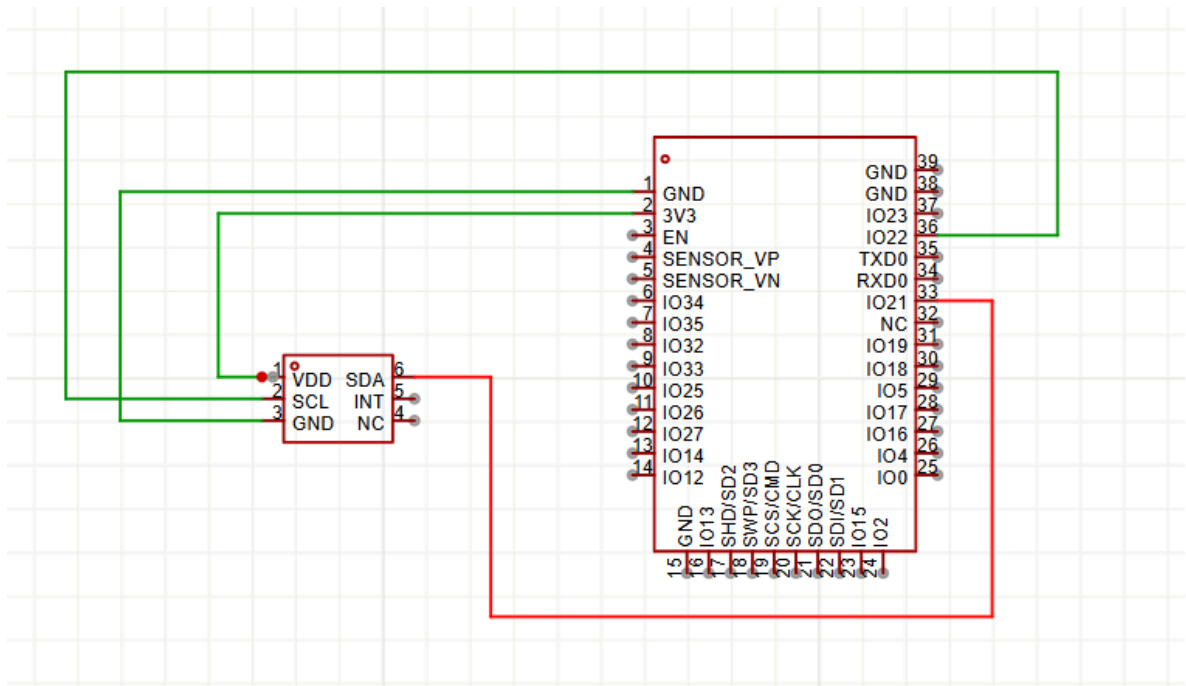 1 GND
2 3V3
3 EN
4 SENSOR_VP
5 SENSOR_VN
6 IO34
7 IO35
8 IO32
9 IO33
10 IO25
11 IO26
12 IO27
13 IO14
14 IO12
GND 39
GND 38
IO23 37
IO22 36
TXD0 35
RXD0 34
IO21 33
NC 32
IO19 31
IO18 30
IO5 29
IO17 28
IO16 27
IO4 26
IO0 25
15 GND
16 IO13
17 SHD/SD2
18 SWP/SD3
19 SCS/CMD
20 SCK/CLK
21 SDO/SD0
22 SDI/SD1
23 IO15
24 IO2
1 VDD
2 SCL
3 GND
SDA 6
INT 5
NC 4